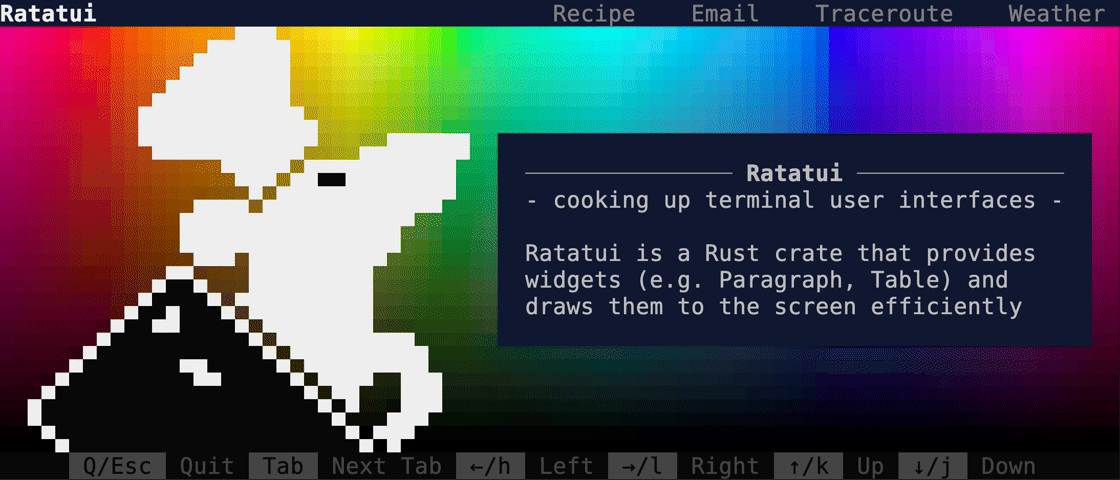 Ratatui Recipe Email Traceroute Weather
Ratatui
- cooking up terminal user interfaces -
Ratatui is a Rust crate that provides
widgets (e.g. Paragraph, Table) and
draws them to the screen efficiently
Q/Esc Quit Tab Next Tab ←/h Left →/l Right ↑/k Up ↓/j Down